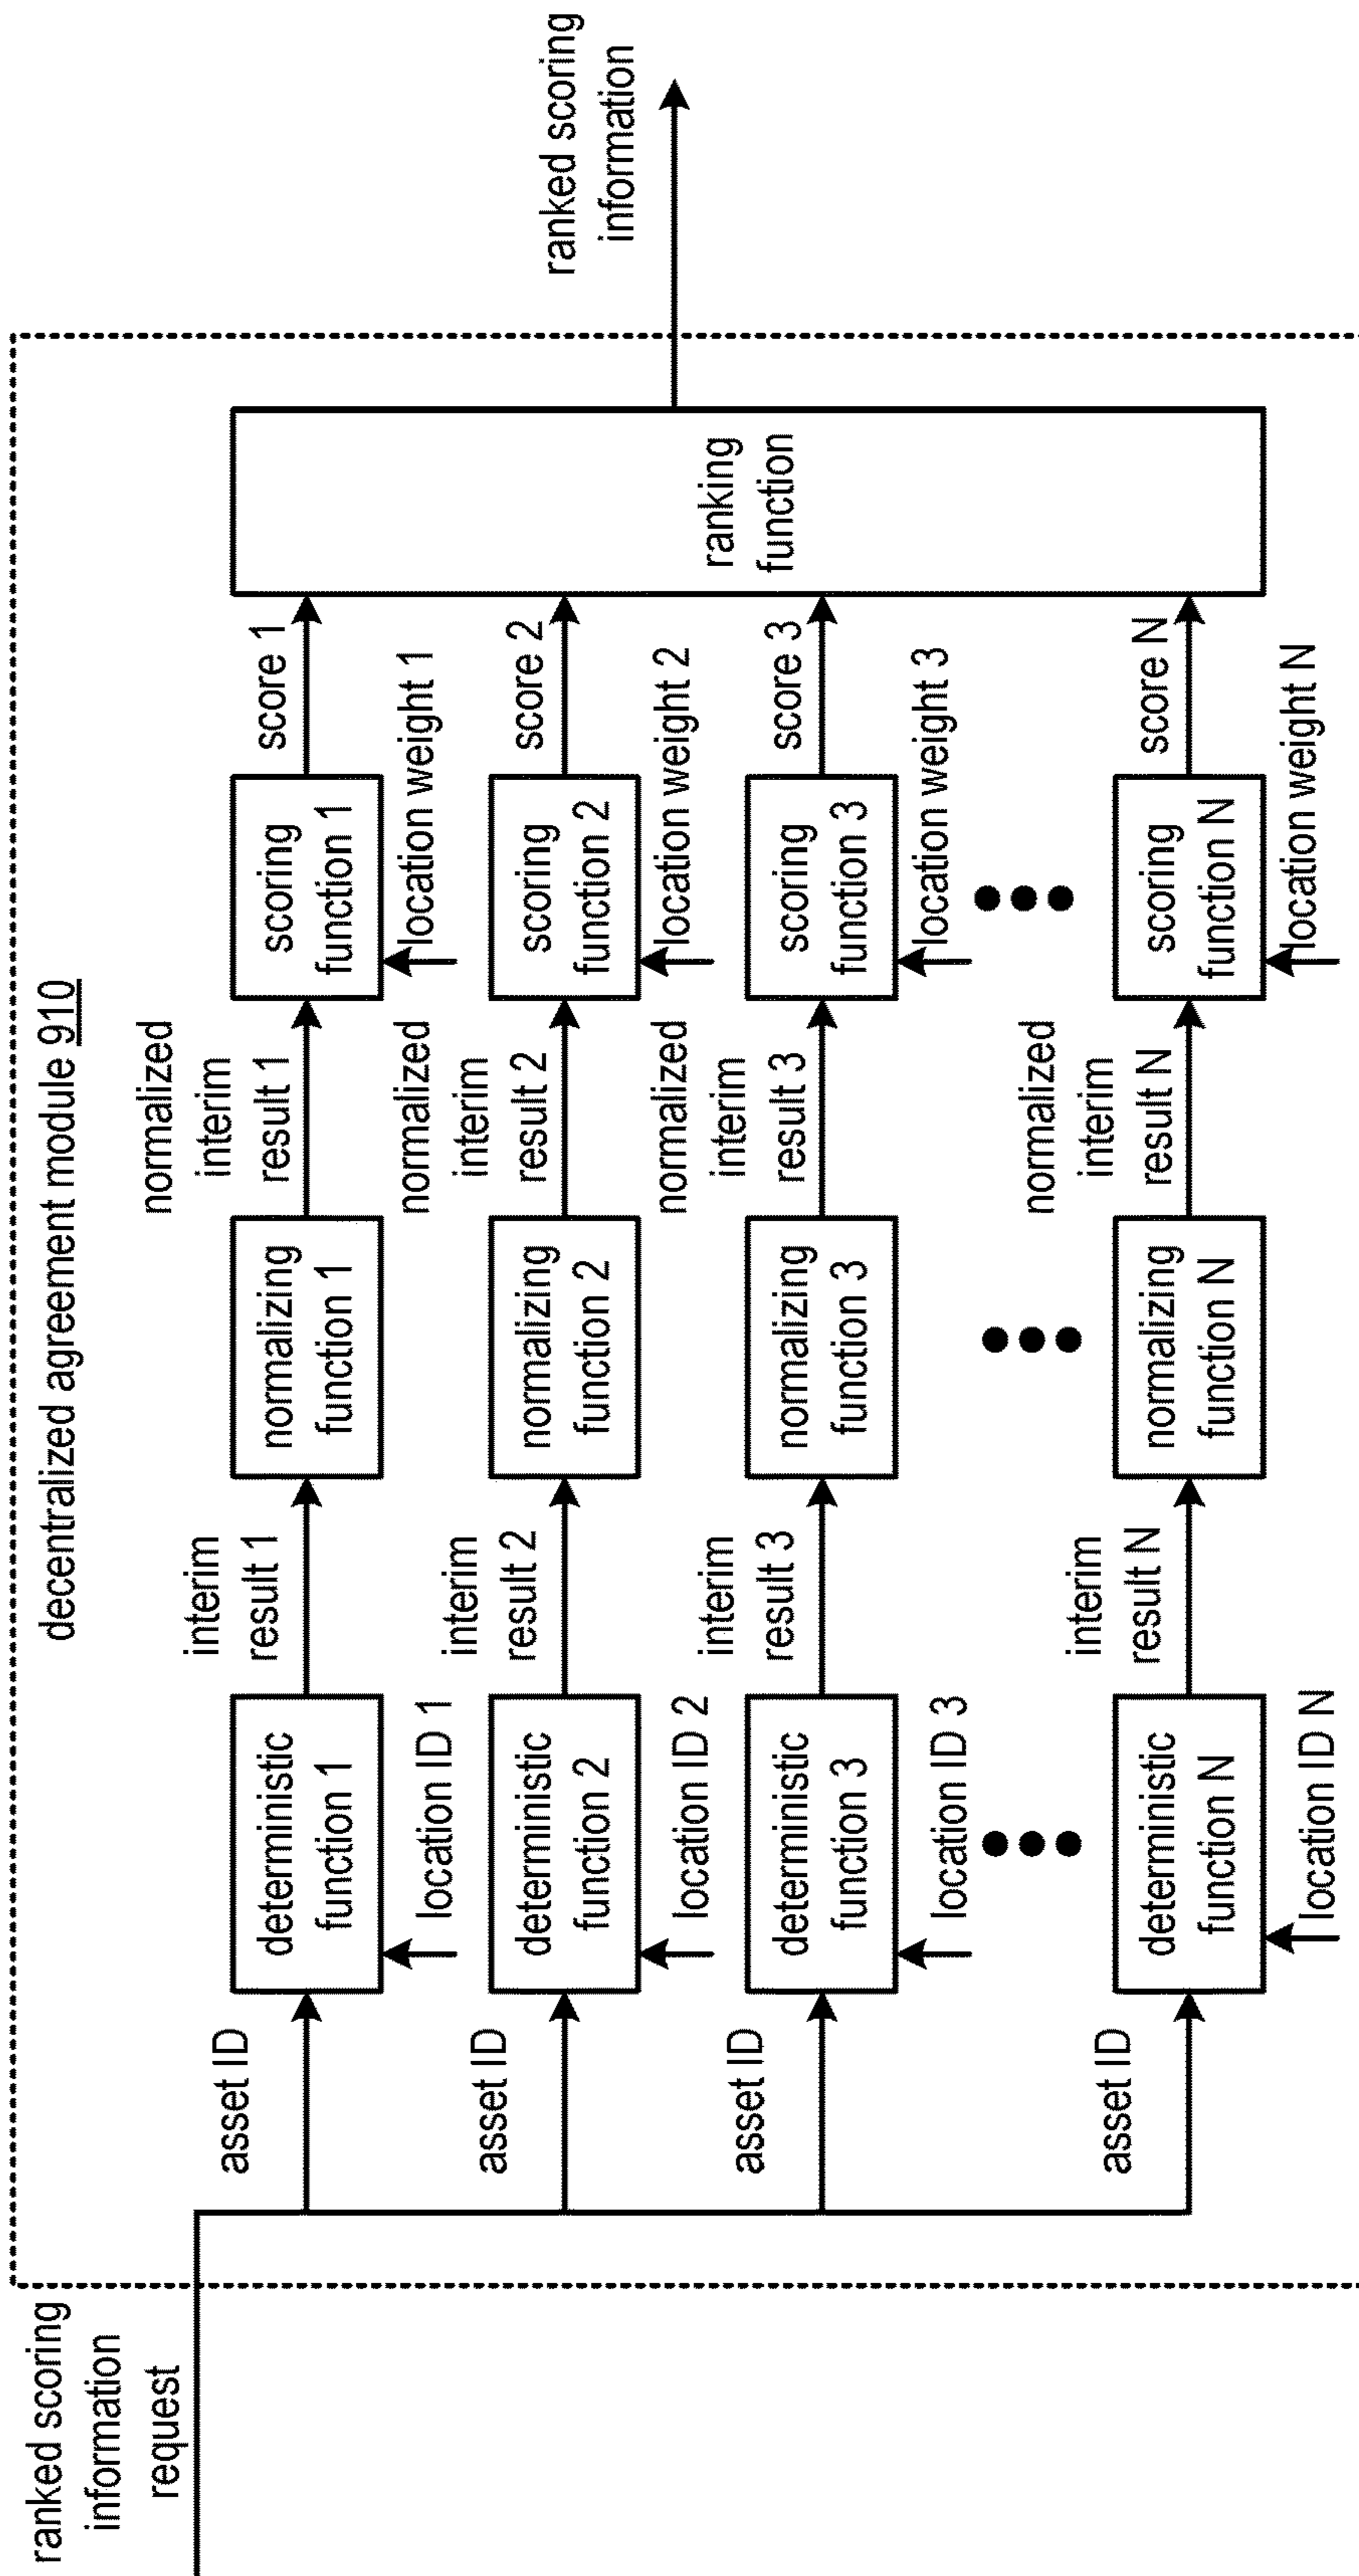 decentralized agreement module 910
ranked scoring
information
request
asset ID
deterministic
function 1
location ID 1
interim
result 1
normalizing
function 1
normalized
interim
result 1
scoring
function 1
location weight 1
score 1
asset ID
deterministic
function 2
location ID 2
interim
result 2
normalizing
function 2
normalized
interim
result 2
scoring
function 2
location weight 2
score 2
asset ID
deterministic
function 3
location ID 3
interim
result 3
normalizing
function 3
normalized
interim
result 3
scoring
function 3
location weight 3
score 3
asset ID
deterministic
function N
location ID N
interim
result N
normalizing
function N
normalized
interim
result N
scoring
function N
location weight N
score N
ranking
function
ranked scoring
information